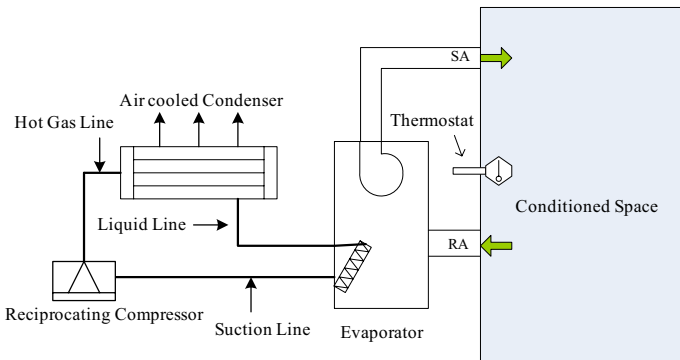 SA
Air cooled Condenser
Hot Gas Line
Thermostat
Conditioned Space
Liquid Line
RA
Reciprocating Compressor
Suction Line
Evaporator